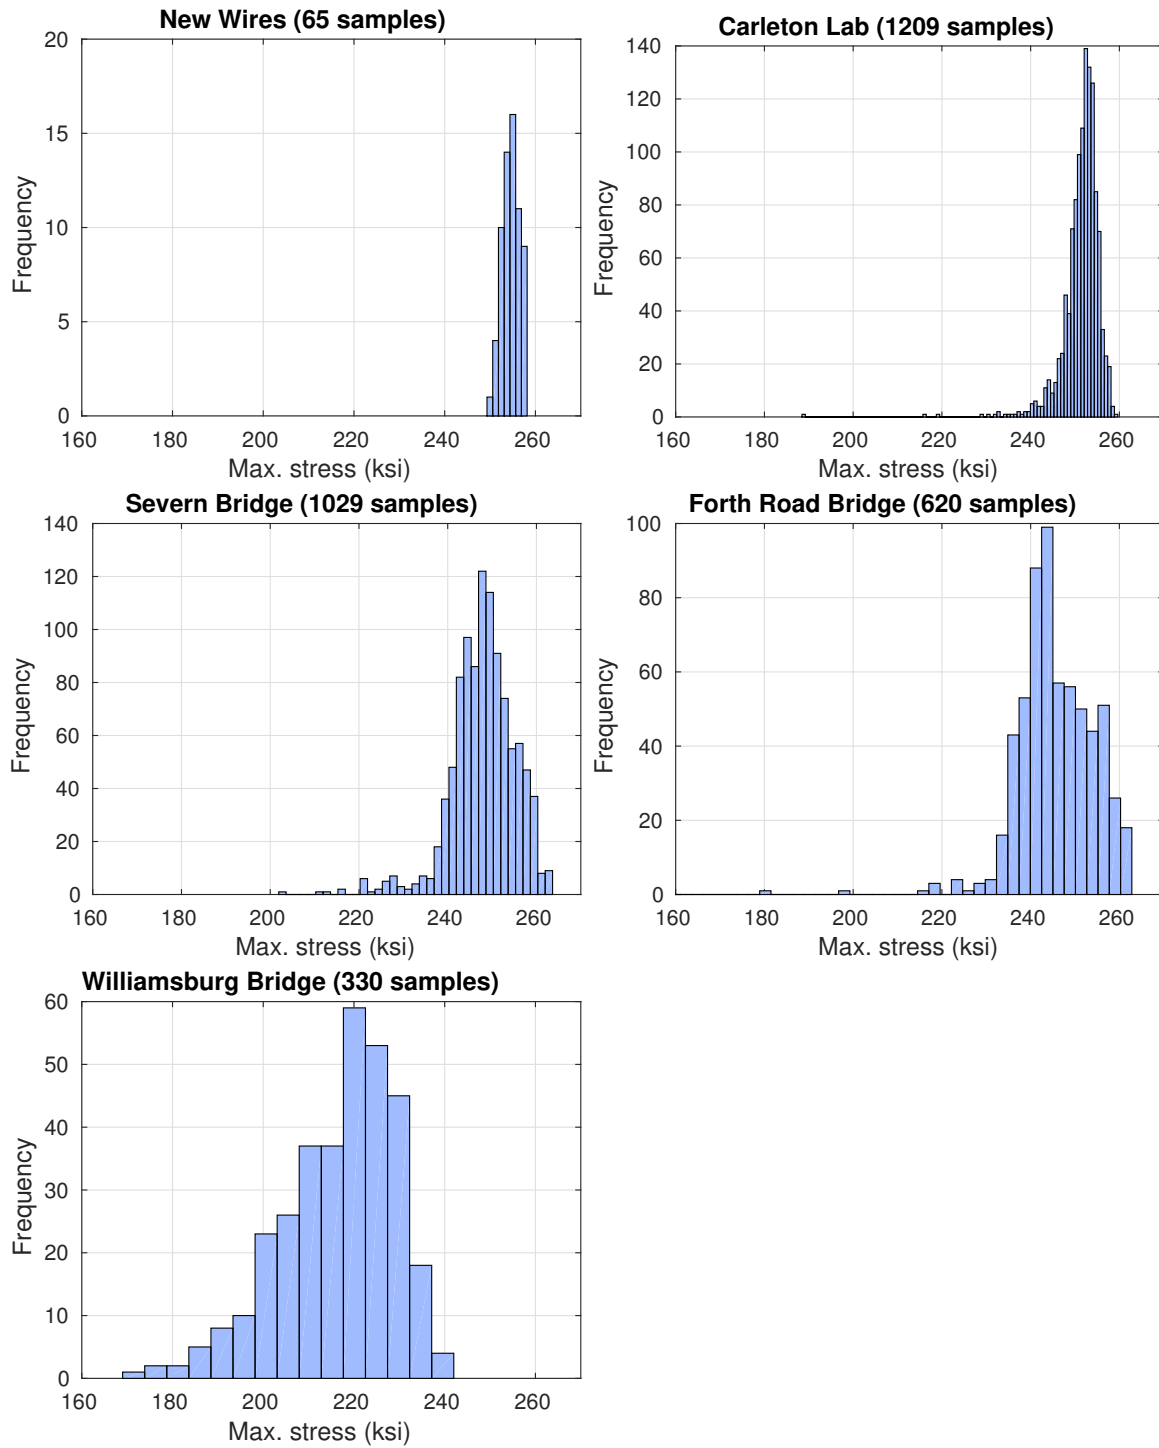 New Wires (65 samples)
20
15
10
5
0
Frequency
160 180 200 220 240 260
Max. stress (ksi)
Carleton Lab (1209 samples)
140
120
100
80
60
40
20
0
Frequency
160 180 200 220 240 260
Max. stress (ksi)
Severn Bridge (1029 samples)
140
120
100
80
60
40
20
0
Frequency
160 180 200 220 240 260
Max. stress (ksi)
Forth Road Bridge (620 samples)
100
80
60
40
20
0
Frequency
160 180 200 220 240 260
Max. stress (ksi)
Williamsburg Bridge (330 samples)
60
50
40
30
20
10
0
Frequency
160 180 200 220 240 260
Max. stress (ksi)